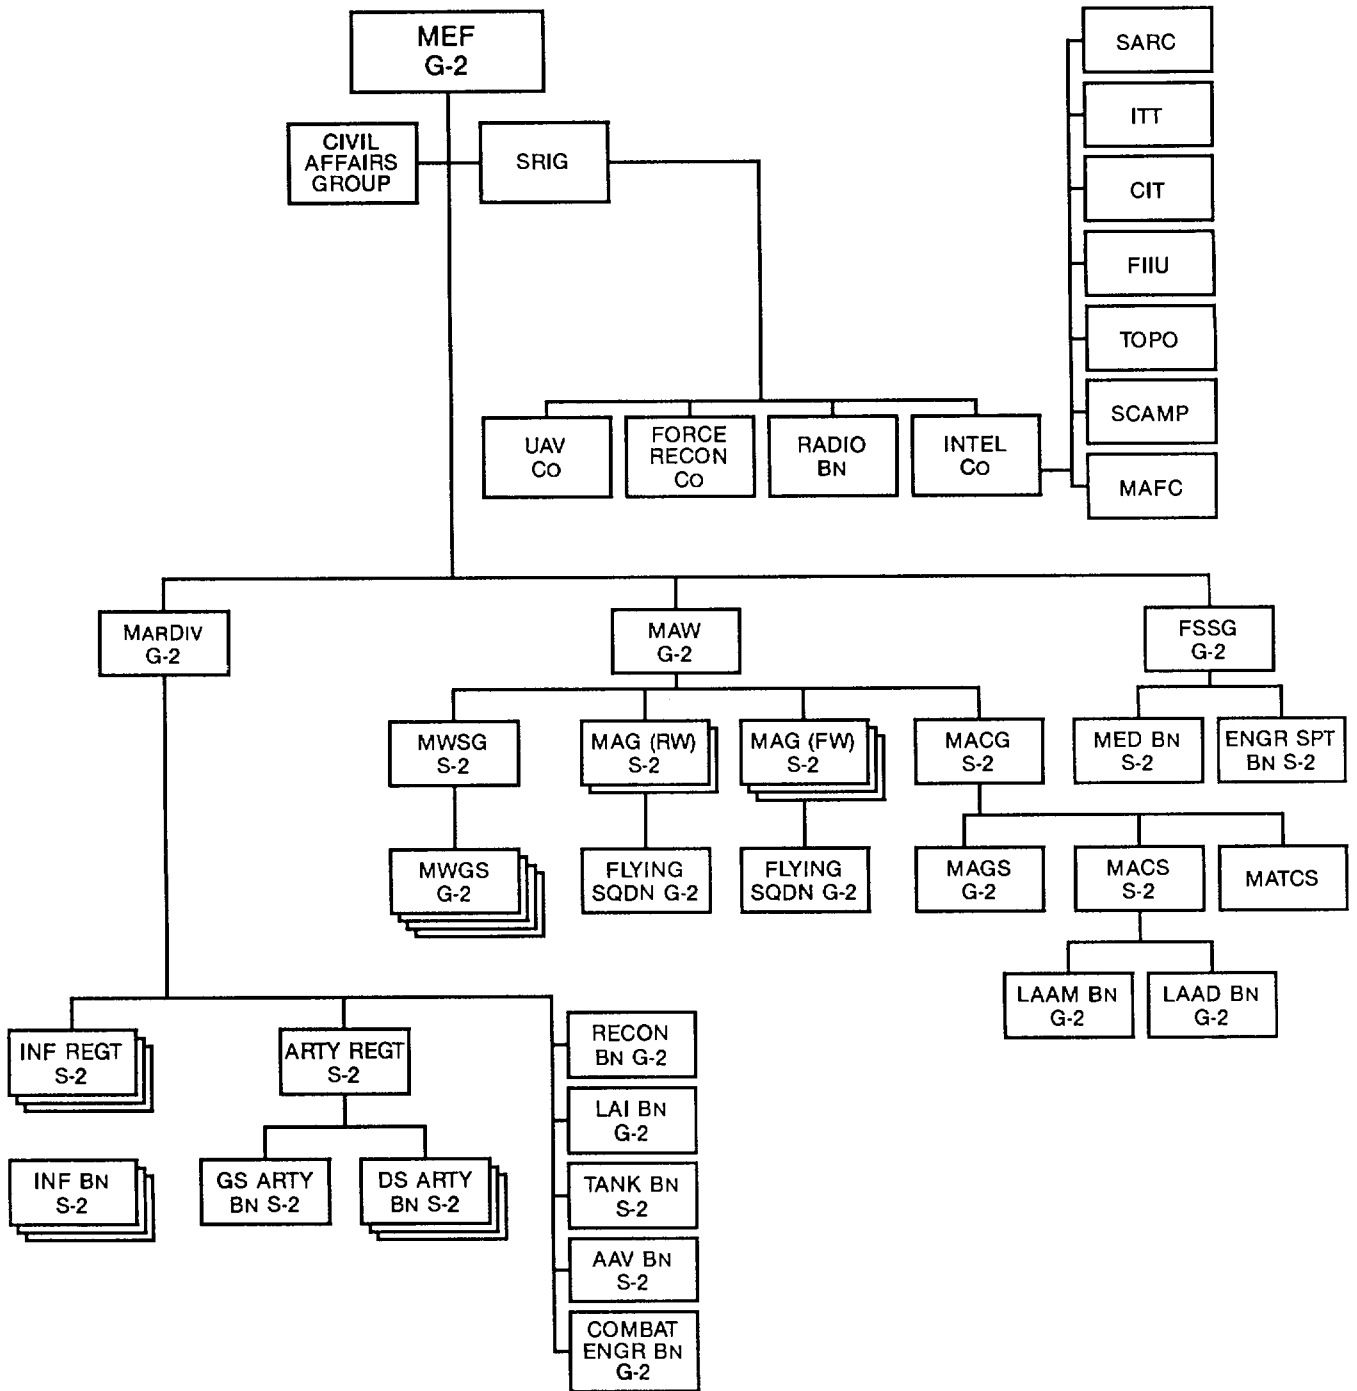 MEF
G-2
CIVIL
AFFAIRS
GROUP
SRIG
SARC
ITT
CIT
FIIU
TOPO
SCAMP
MAFC
UAV
Co
FORCE
RECON
Co
RADIO
BN
INTEL
Co
MARDIV
G-2
MAW
G-2
FSSG
G-2
MWSG
S-2
MAG (RW)
S-2
MAG (FW)
S-2
MACG
S-2
MED BN
S-2
ENGR SPT
BN S-2
MWGS
G-2
FLYING
SQDN G-2
FLYING
SQDN G-2
MAGS
G-2
MACS
S-2
MATCS
LAAM BN
G-2
LAAD BN
G-2
INF REGT
S-2
ARTY REGT
S-2
RECON
BN G-2
LAI BN
G-2
TANK BN
S-2
AAV BN
S-2
COMBAT
ENGR BN
G-2
INF BN
S-2
GS ARTY
BN S-2
DS ARTY
BN S-2